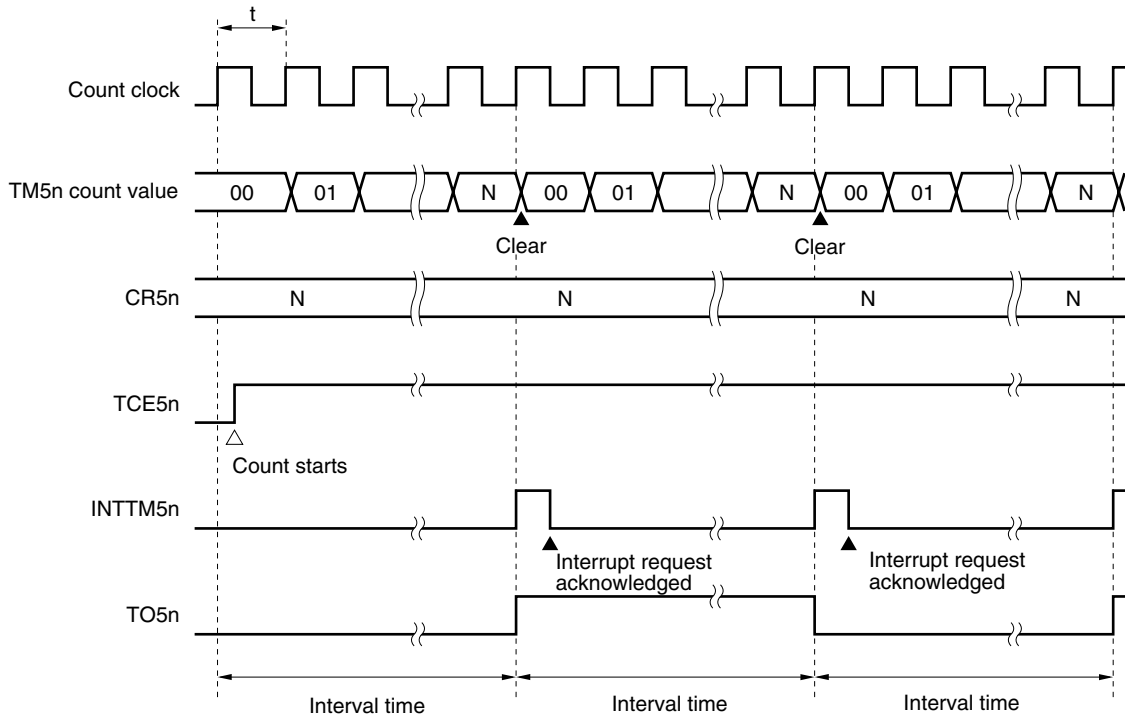 t
Count clock
TM5n count value
00 01 N 00 01 N 00 01 N
Clear Clear
CR5n
N N N N
TCE5n
Count starts
INTTM5n
Interrupt request
acknowledged
Interrupt request
acknowledged
TO5n
Interval time Interval time Interval time